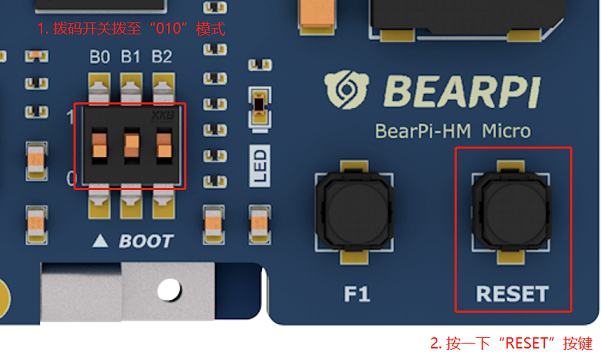 1. 拨码开关拨至“010”模式
B0 B1 B2
XKB
1
0
BOOT
LED
BEARPI
BearPi-HM Micro
F1
RESET
2. 按一下“RESET”按键